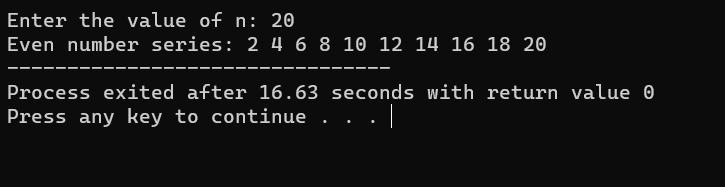 Enter the value of n: 20
Even number series: 2 4 6 8 10 12 14 16 18 20
--------------------------------
Process exited after 16.63 seconds with return value 0
Press any key to continue . . .